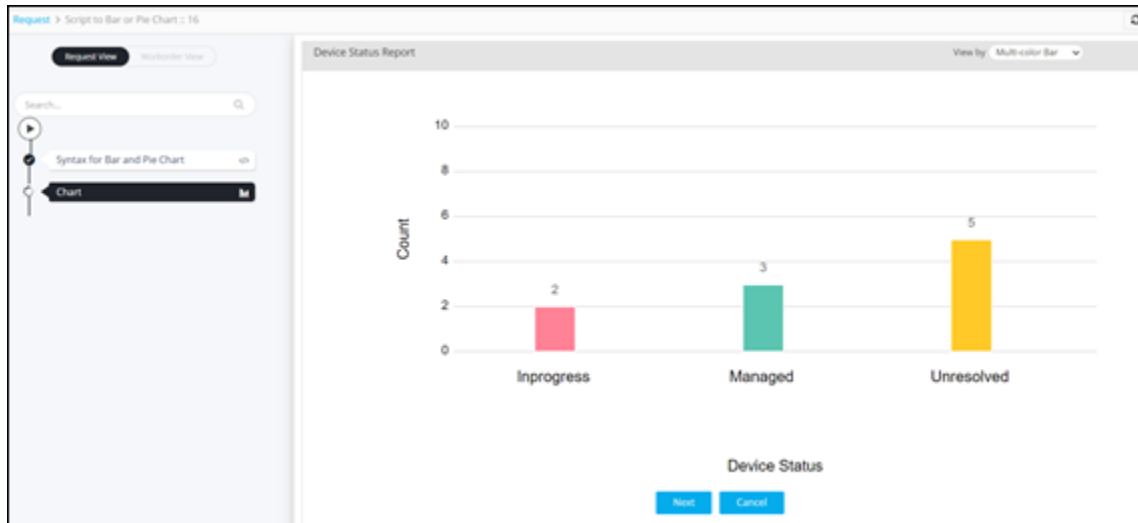 Request > Script to Bar or Pie Chart :: 16
Request View Workorder View
Search...
Syntax for Bar and Pie Chart
Chart
Device Status Report
View by Multi-color Bar
10
8
6
4
2
0
Count
2
3
5
Inprogress Managed Unresolved
Device Status
Next Cancel